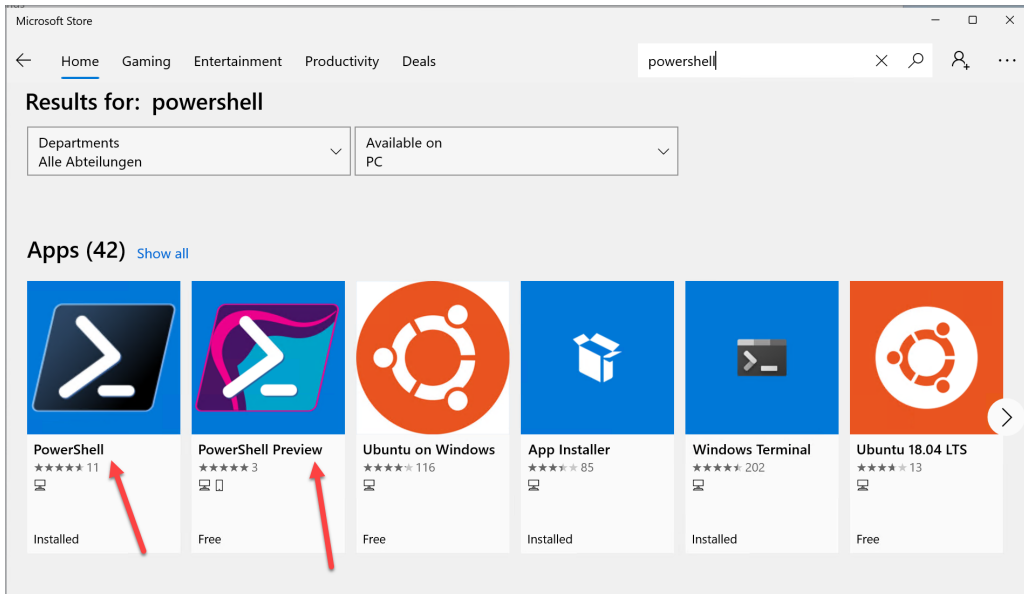 Microsoft Store
Home Gaming Entertainment Productivity Deals powershell
Results for: powershell
Departments
Alle Abteilungen
Available on
PC
Apps (42) Show all
PowerShell
11
Installed
PowerShell Preview
3
Free
Ubuntu on Windows
116
Free
App Installer
85
Installed
Windows Terminal
202
Installed
Ubuntu 18.04 LTS
13
Free